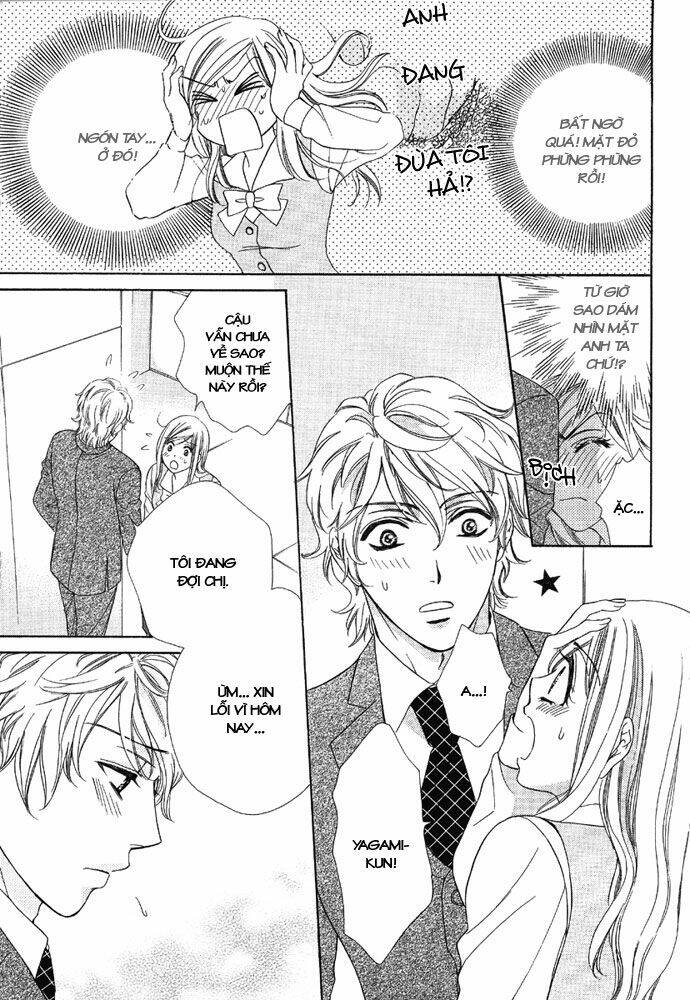 BẤT NGỜ
QUÁ! MẶT ĐỎ
PHỪNG PHỪNG
RỒI!
ANH
ĐANG
ĐÙA TÔI
HẢ!?
NGÓN TAY...
Ở ĐÓ!
TỪ GIỜ
SAO DÁM
NHÌN MẶT
ANH TA
CHỨ!?
BỊCH
ẶC...
A...!
YAGAMI-
KUN!
CẬU
VẪN CHƯA
VỀ SAO?
MUỘN THẾ
NÀY RỒI?
TÔI ĐANG
ĐỢI CHỊ.
ỪM... XIN
LỖI VÌ HÔM
NAY...